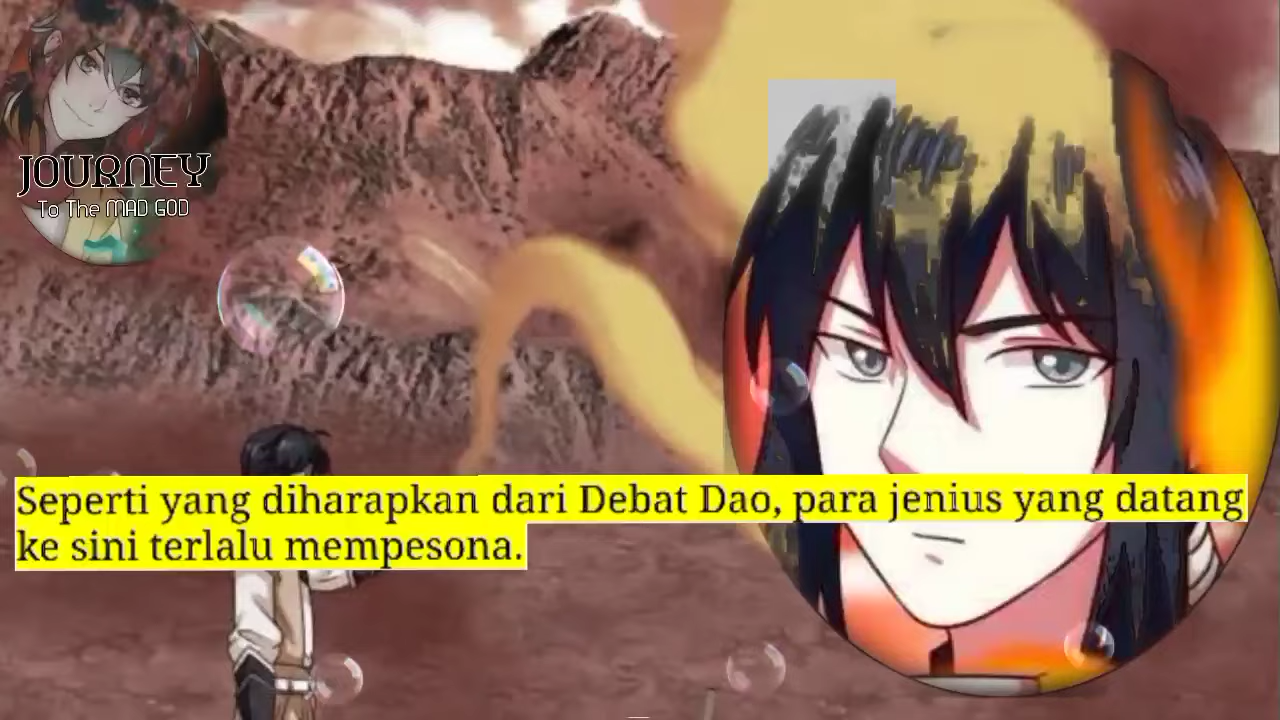 JOURNEY
To The MAD GOD
Seperti yang diharapkan dari Debat Dao, para jenius yang datang
ke sini terlalu mempesona.